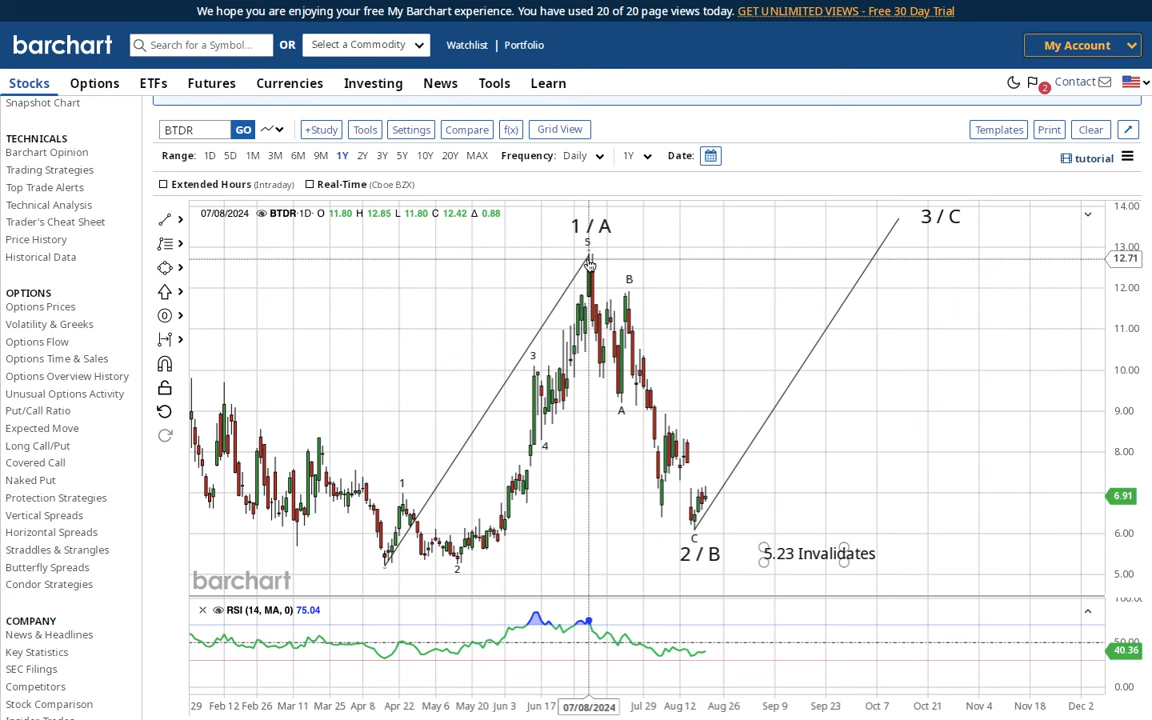 We hope you are enjoying your free My Barchart experience. You have used 20 of 20 page views today. GET UNLIMITED VIEWS - Free 30 Day Trial
barchart Search for a Symbol... OR Select a Commodity Watchlist | Portfolio My Account
Stocks Options ETFs Futures Currencies Investing News Tools Learn 2 Contact
Snapshot Chart
TECHNICALS
Barchart Opinion
Trading Strategies
Top Trade Alerts
Technical Analysis
Trader's Cheat Sheet
Price History
Historical Data
OPTIONS
Options Prices
Volatility & Greeks
Options Flow
Options Time & Sales
Options Overview History
Unusual Options Activity
Put/Call Ratio
Expected Move
Long Call/Put
Covered Call
Naked Put
Protection Strategies
Vertical Spreads
Horizontal Spreads
Straddles & Strangles
Butterfly Spreads
Condor Strategies
COMPANY
News & Headlines
Key Statistics
SEC Filings
Competitors
Stock Comparison
BTDR GO +Study Tools Settings Compare f(x) Grid View Templates Print Clear
Range: 1D 5D 1M 3M 6M 9M 1Y 2Y 3Y 5Y 10Y 20Y MAX Frequency: Daily 1Y Date: tutorial
Extended Hours (Intraday) Real-Time (Cboe BZX)
07/08/2024 BTDR·1D· O 11.80 H 12.85 L 11.80 C 12.42 Δ 0.88
14.00
13.00
12.71
12.00
11.00
10.00
9.00
8.00
6.91
6.00
5.00
1 / A
5
3 / C
B
3
A
4
1
2
C
2 / B
5.23 Invalidates
barchart
RSI (14, MA, 0) 75.04
100.00
50.00
40.36
0.00
29 Feb 12 Feb 26 Mar 11 Mar 25 Apr 8 Apr 22 May 6 May 20 Jun 3 Jun 17 07/08/2024 Jul 29 Aug 12 Aug 26 Sep 9 Sep 23 Oct 7 Oct 21 Nov 4 Nov 18 Dec 2